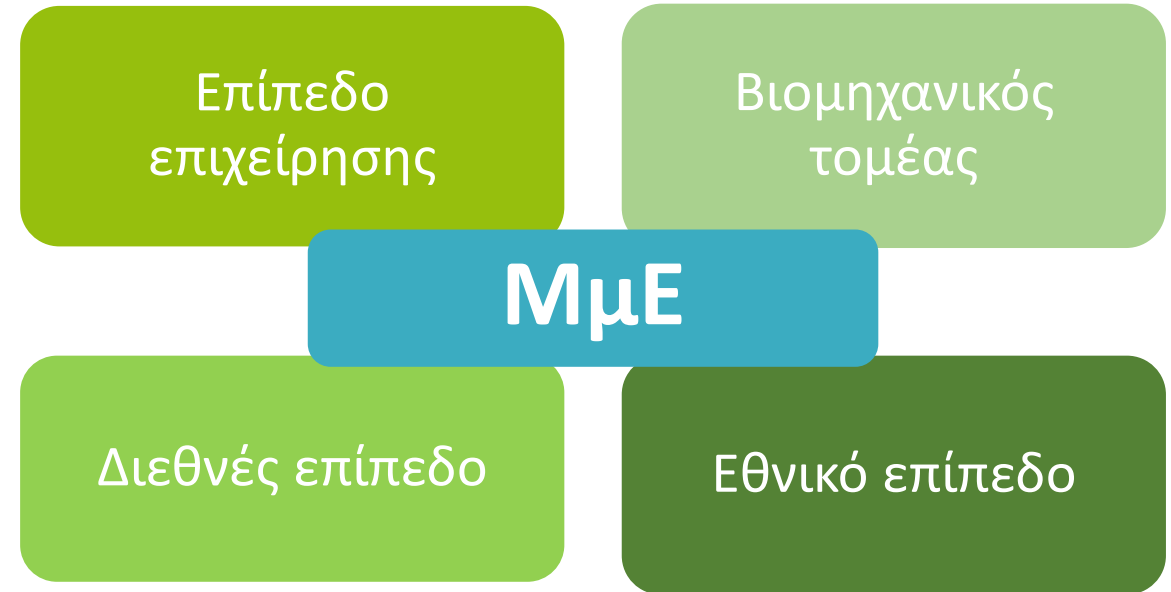 Επίπεδο
επιχείρησης
Βιομηχανικός
τομέας
ΜμΕ
Διεθνές επίπεδο
Εθνικό επίπεδο